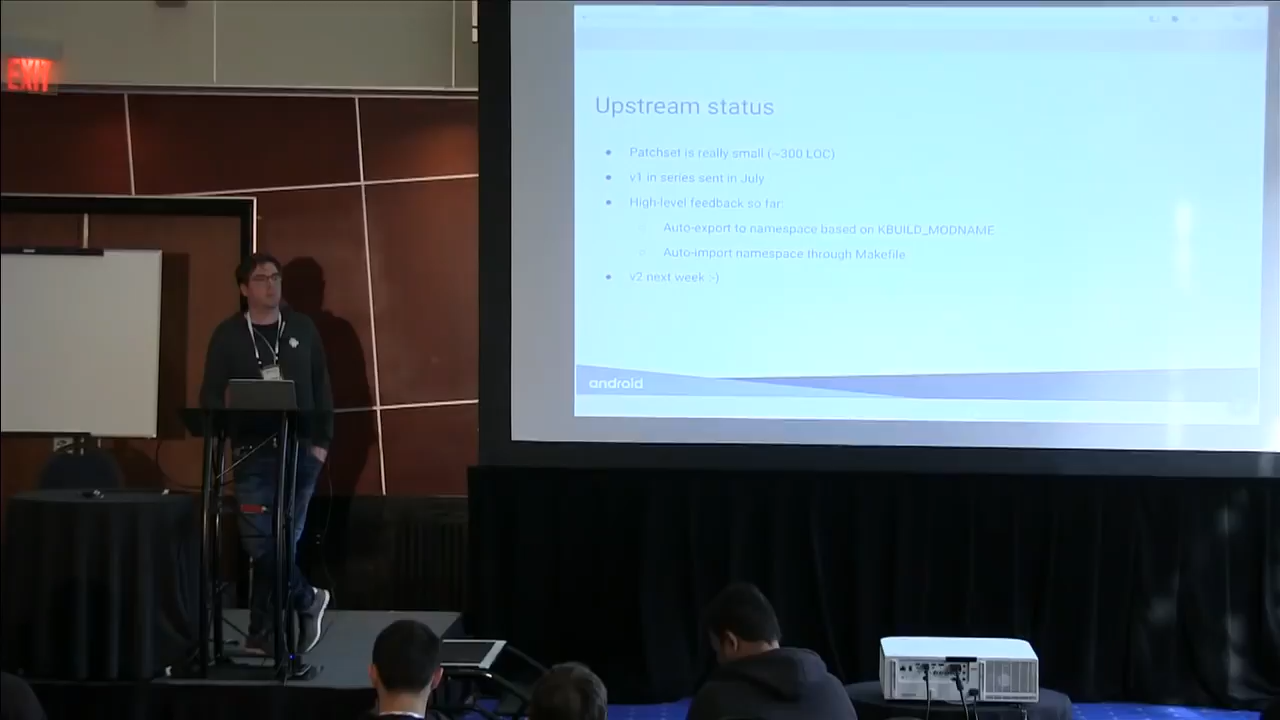 EXIT
Upstream status
Patchset is really small (~300 LOC)
v1 in series sent in July
High-level feedback so far:
Auto-export to namespace based on KBUILD_MODNAME
Auto-import namespace through Makefile
v2 next week :-)
android